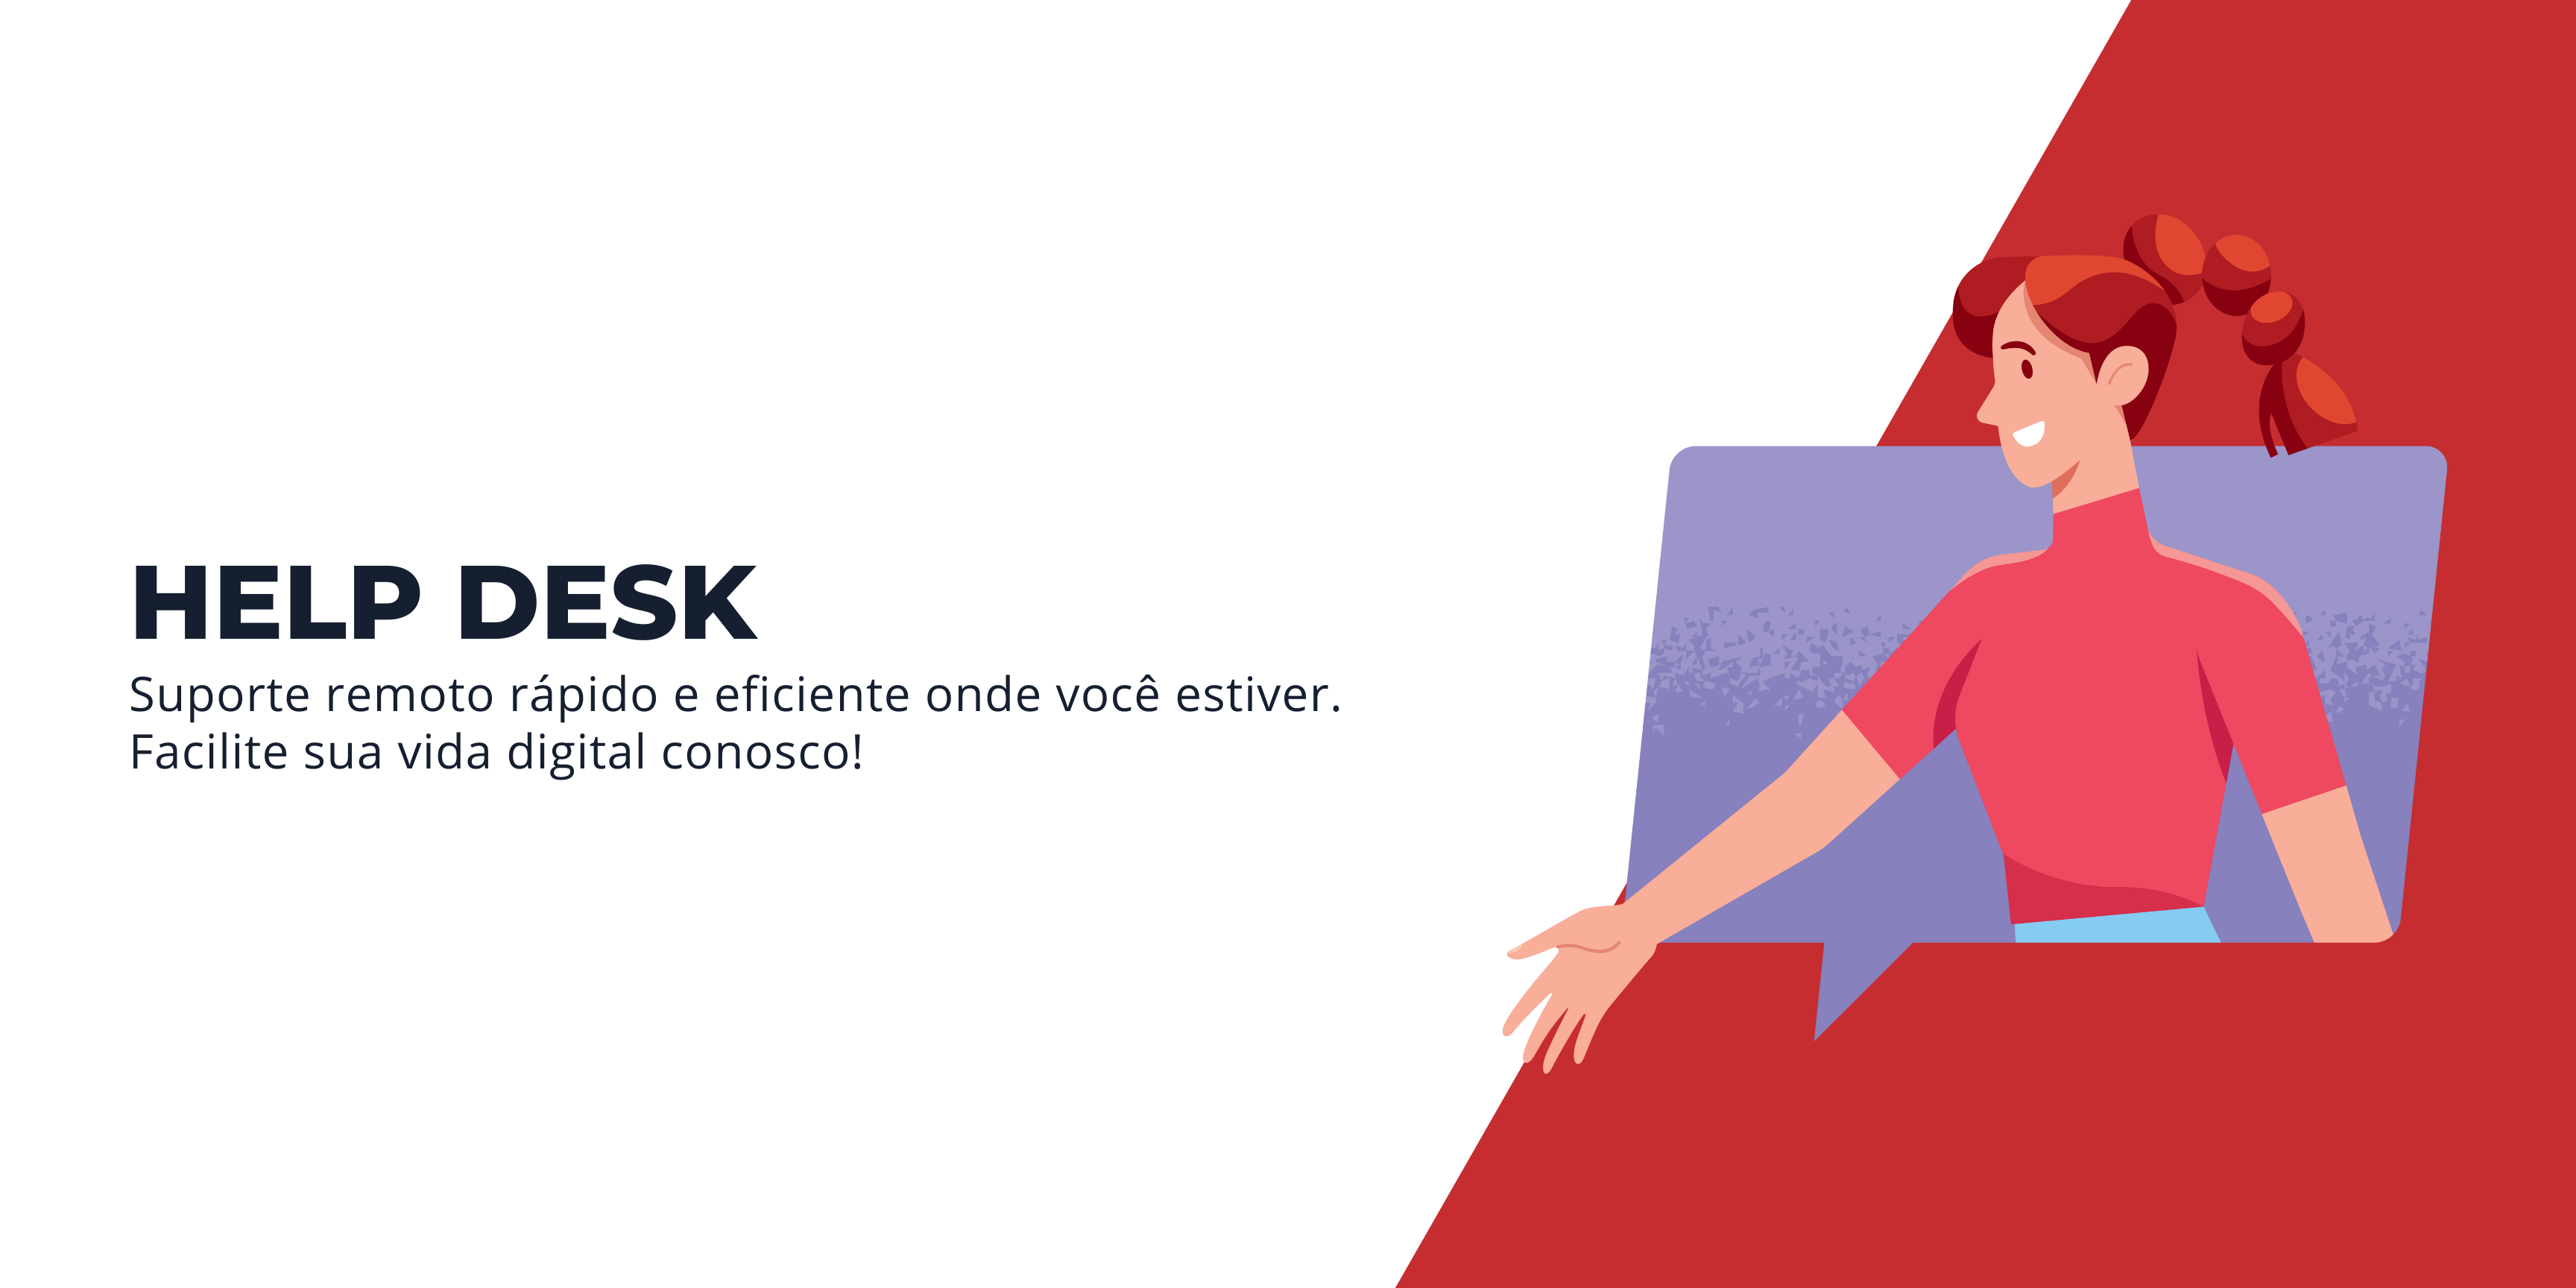 HELP DESK
Suporte remoto rápido e eficiente onde você estiver.
Facilite sua vida digital conosco!